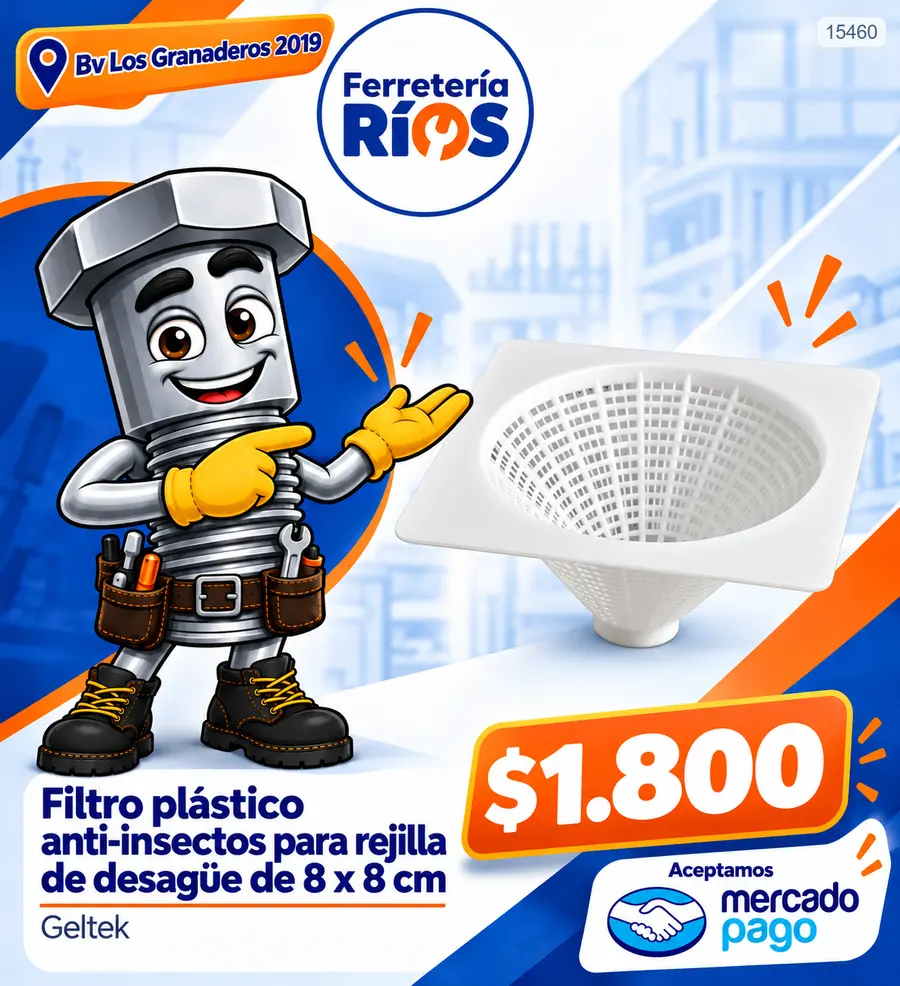 Bv Los Granaderos 2019
Ferretería
RÍOS
15460
$1.800
Filtro plástico
anti-insectos para rejilla
de desagüe de 8 x 8 cm
Geltek
Aceptamos
mercado
pago